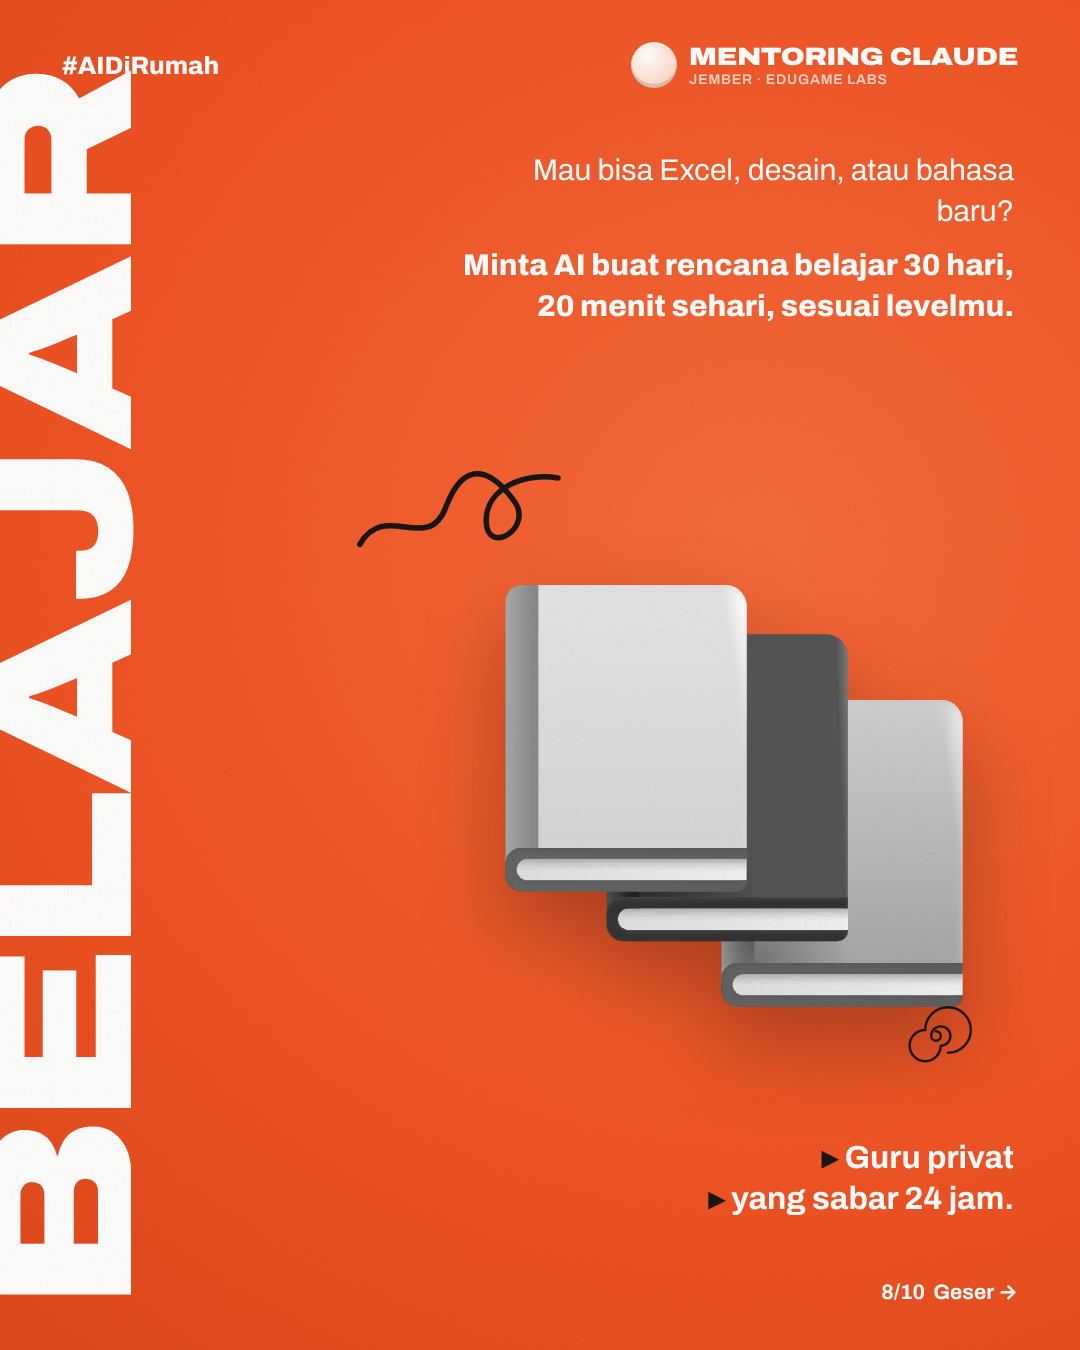 #AIDiRumah
MENTORING CLAUDE
JEMBER · EDUGAME LABS
BELAJAR
Mau bisa Excel, desain, atau bahasa
baru?
Minta AI buat rencana belajar 30 hari,
20 menit sehari, sesuai levelmu.
▶ Guru privat
▶ yang sabar 24 jam.
8/10 Geser →